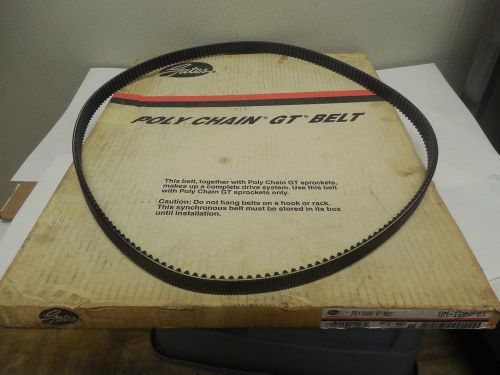 Gates
POLY CHAIN® GT® BELT
This belt, together with Poly Chain GT sprockets,
makes up a complete drive system. Use this belt
with Poly Chain GT sprockets only.
Caution: Do not hang belts on a hook or rack.
This synchronous belt must be stored in its box
until installation.
Gates
Gates POLY CHAIN® GT® BELT